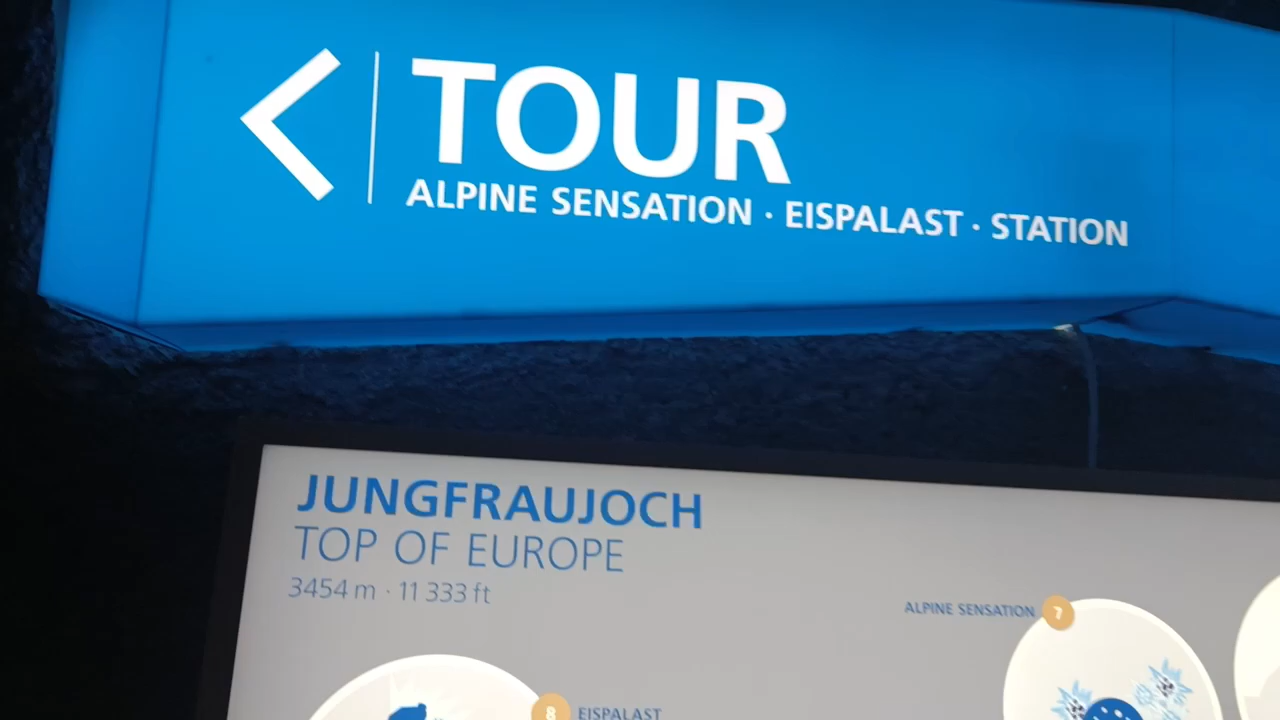 TOUR
ALPINE SENSATION · EISPALAST · STATION
JUNGFRAUJOCH
TOP OF EUROPE
3454 m · 11 333 ft
ALPINE SENSATION 7
8 EISPALAST